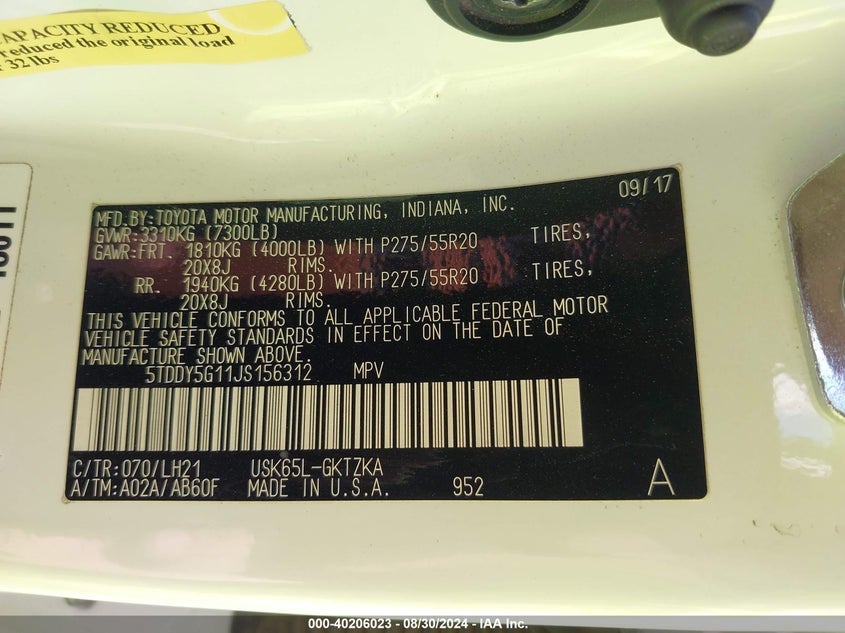 CAPACITY REDUCED
reduced the original load
32 lbs
09/17
MFD.BY:TOYOTA MOTOR MANUFACTURING, INDIANA, INC.
GVWR:3310KG (7300LB)
GAWR:FRT. 1810KG (4000LB) WITH P275/55R20 TIRES,
20X8J RIMS.
RR. 1940KG (4280LB) WITH P275/55R20 TIRES,
20X8J RIMS.
THIS VEHICLE CONFORMS TO ALL APPLICABLE FEDERAL MOTOR
VEHICLE SAFETY STANDARDS IN EFFECT ON THE DATE OF
MANUFACTURE SHOWN ABOVE.
5TDDY5G11JS156312 MPV
C/TR:070/LH21 USK65L-GKTZKA
A/TM:A02A/AB60F MADE IN U.S.A. 952 A
000-40206023 - 08/30/2024 - IAA Inc.